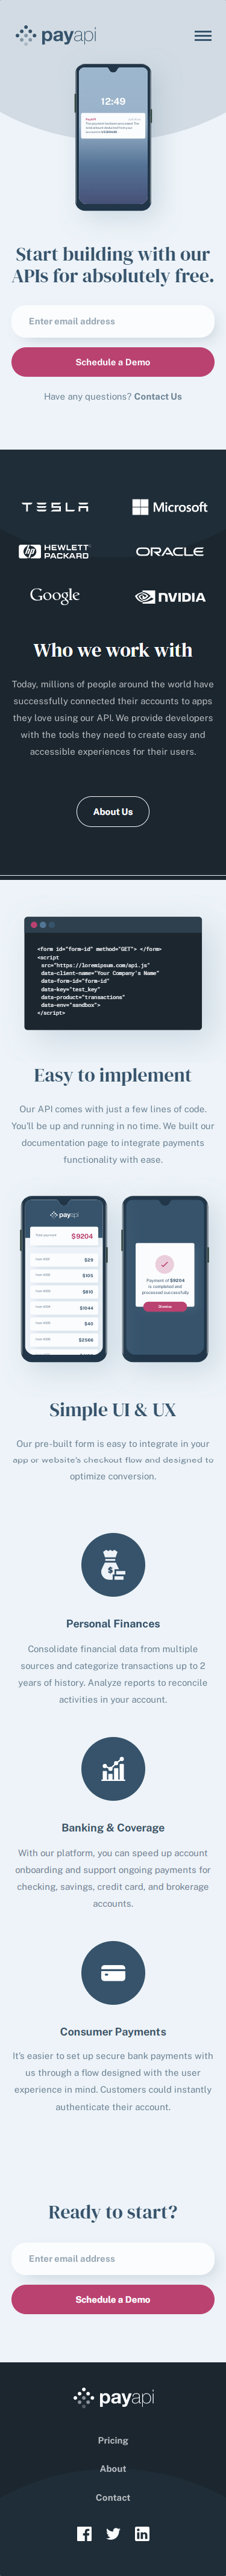 payapi
12:49
Start building with our
APIs for absolutely free.
Enter email address
Schedule a Demo
Have any questions? Contact Us
TESLA
Microsoft
hp HEWLETT
PACKARD
ORACLE
Google
NVIDIA
Who we work with
Today, millions of people around the world have
successfully connected their accounts to apps
they love using our API. We provide developers
with the tools they need to create easy and
accessible experiences for their users.
About Us
<form id="form-id" method="GET"> </form>
<script
src="https://loremipsum.com/api.js"
data-client-name="Your Company's Name"
data-form-id="form-id"
data-key="test_key"
data-product="transactions"
data-env="sandbox">
</script>
Easy to implement
Our API comes with just a few lines of code.
You'll be up and running in no time. We built our
documentation page to integrate payments
functionality with ease.
payapi
$9204
$29
$105
$810
$1044
$40
$2566
Payment of $9204
is completed and
processed successfully
Dismiss
Simple UI & UX
Our pre-built form is easy to integrate in your
app or website's checkout flow and designed to
optimize conversion.
Personal Finances
Consolidate financial data from multiple
sources and categorize transactions up to 2
years of history. Analyze reports to reconcile
activities in your account.
Banking & Coverage
With our platform, you can speed up account
onboarding and support ongoing payments for
checking, savings, credit card, and brokerage
accounts.
Consumer Payments
It's easier to set up secure bank payments with
us through a flow designed with the user
experience in mind. Customers could instantly
authenticate their account.
Ready to start?
Enter email address
Schedule a Demo
payapi
Pricing
About
Contact